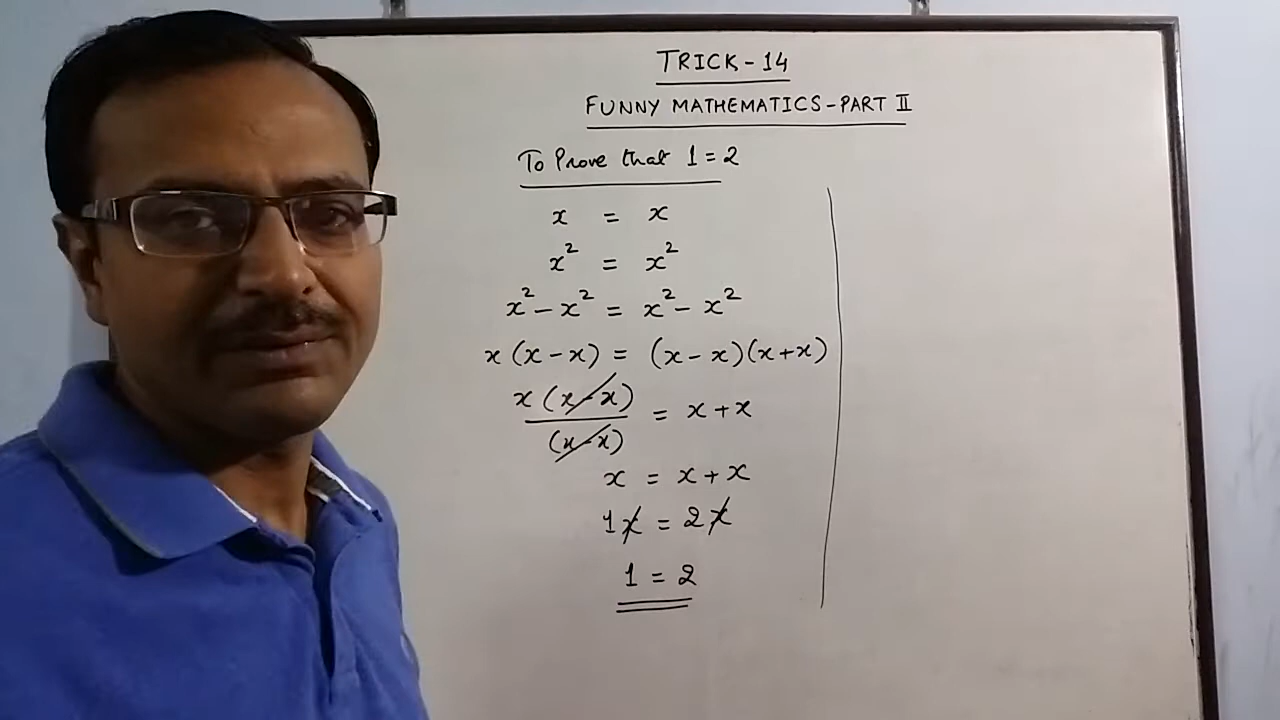 TRICK - 14
FUNNY MATHEMATICS - PART II
To Prove that 1 = 2
x = x
x² = x²
x² - x² = x² - x²
x (x - x) = (x - x)(x + x)
x (x - x) / (x - x) = x + x
x = x + x
1x = 2x
1 = 2